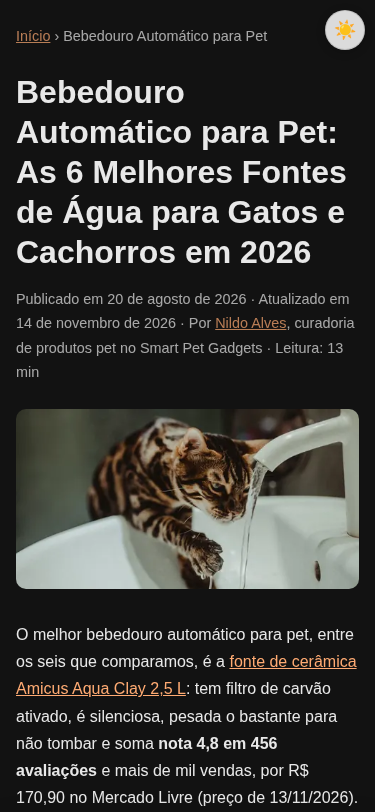 Início › Bebedouro Automático para Pet
Bebedouro
Automático para Pet:
As 6 Melhores Fontes
de Água para Gatos e
Cachorros em 2026
Publicado em 20 de agosto de 2026 · Atualizado em
14 de novembro de 2026 · Por Nildo Alves, curadoria
de produtos pet no Smart Pet Gadgets · Leitura: 13
min
O melhor bebedouro automático para pet, entre
os seis que comparamos, é a fonte de cerâmica
Amicus Aqua Clay 2,5 L: tem filtro de carvão
ativado, é silenciosa, pesada o bastante para
não tombar e soma nota 4,8 em 456
avaliações e mais de mil vendas, por R$
170,90 no Mercado Livre (preço de 13/11/2026).